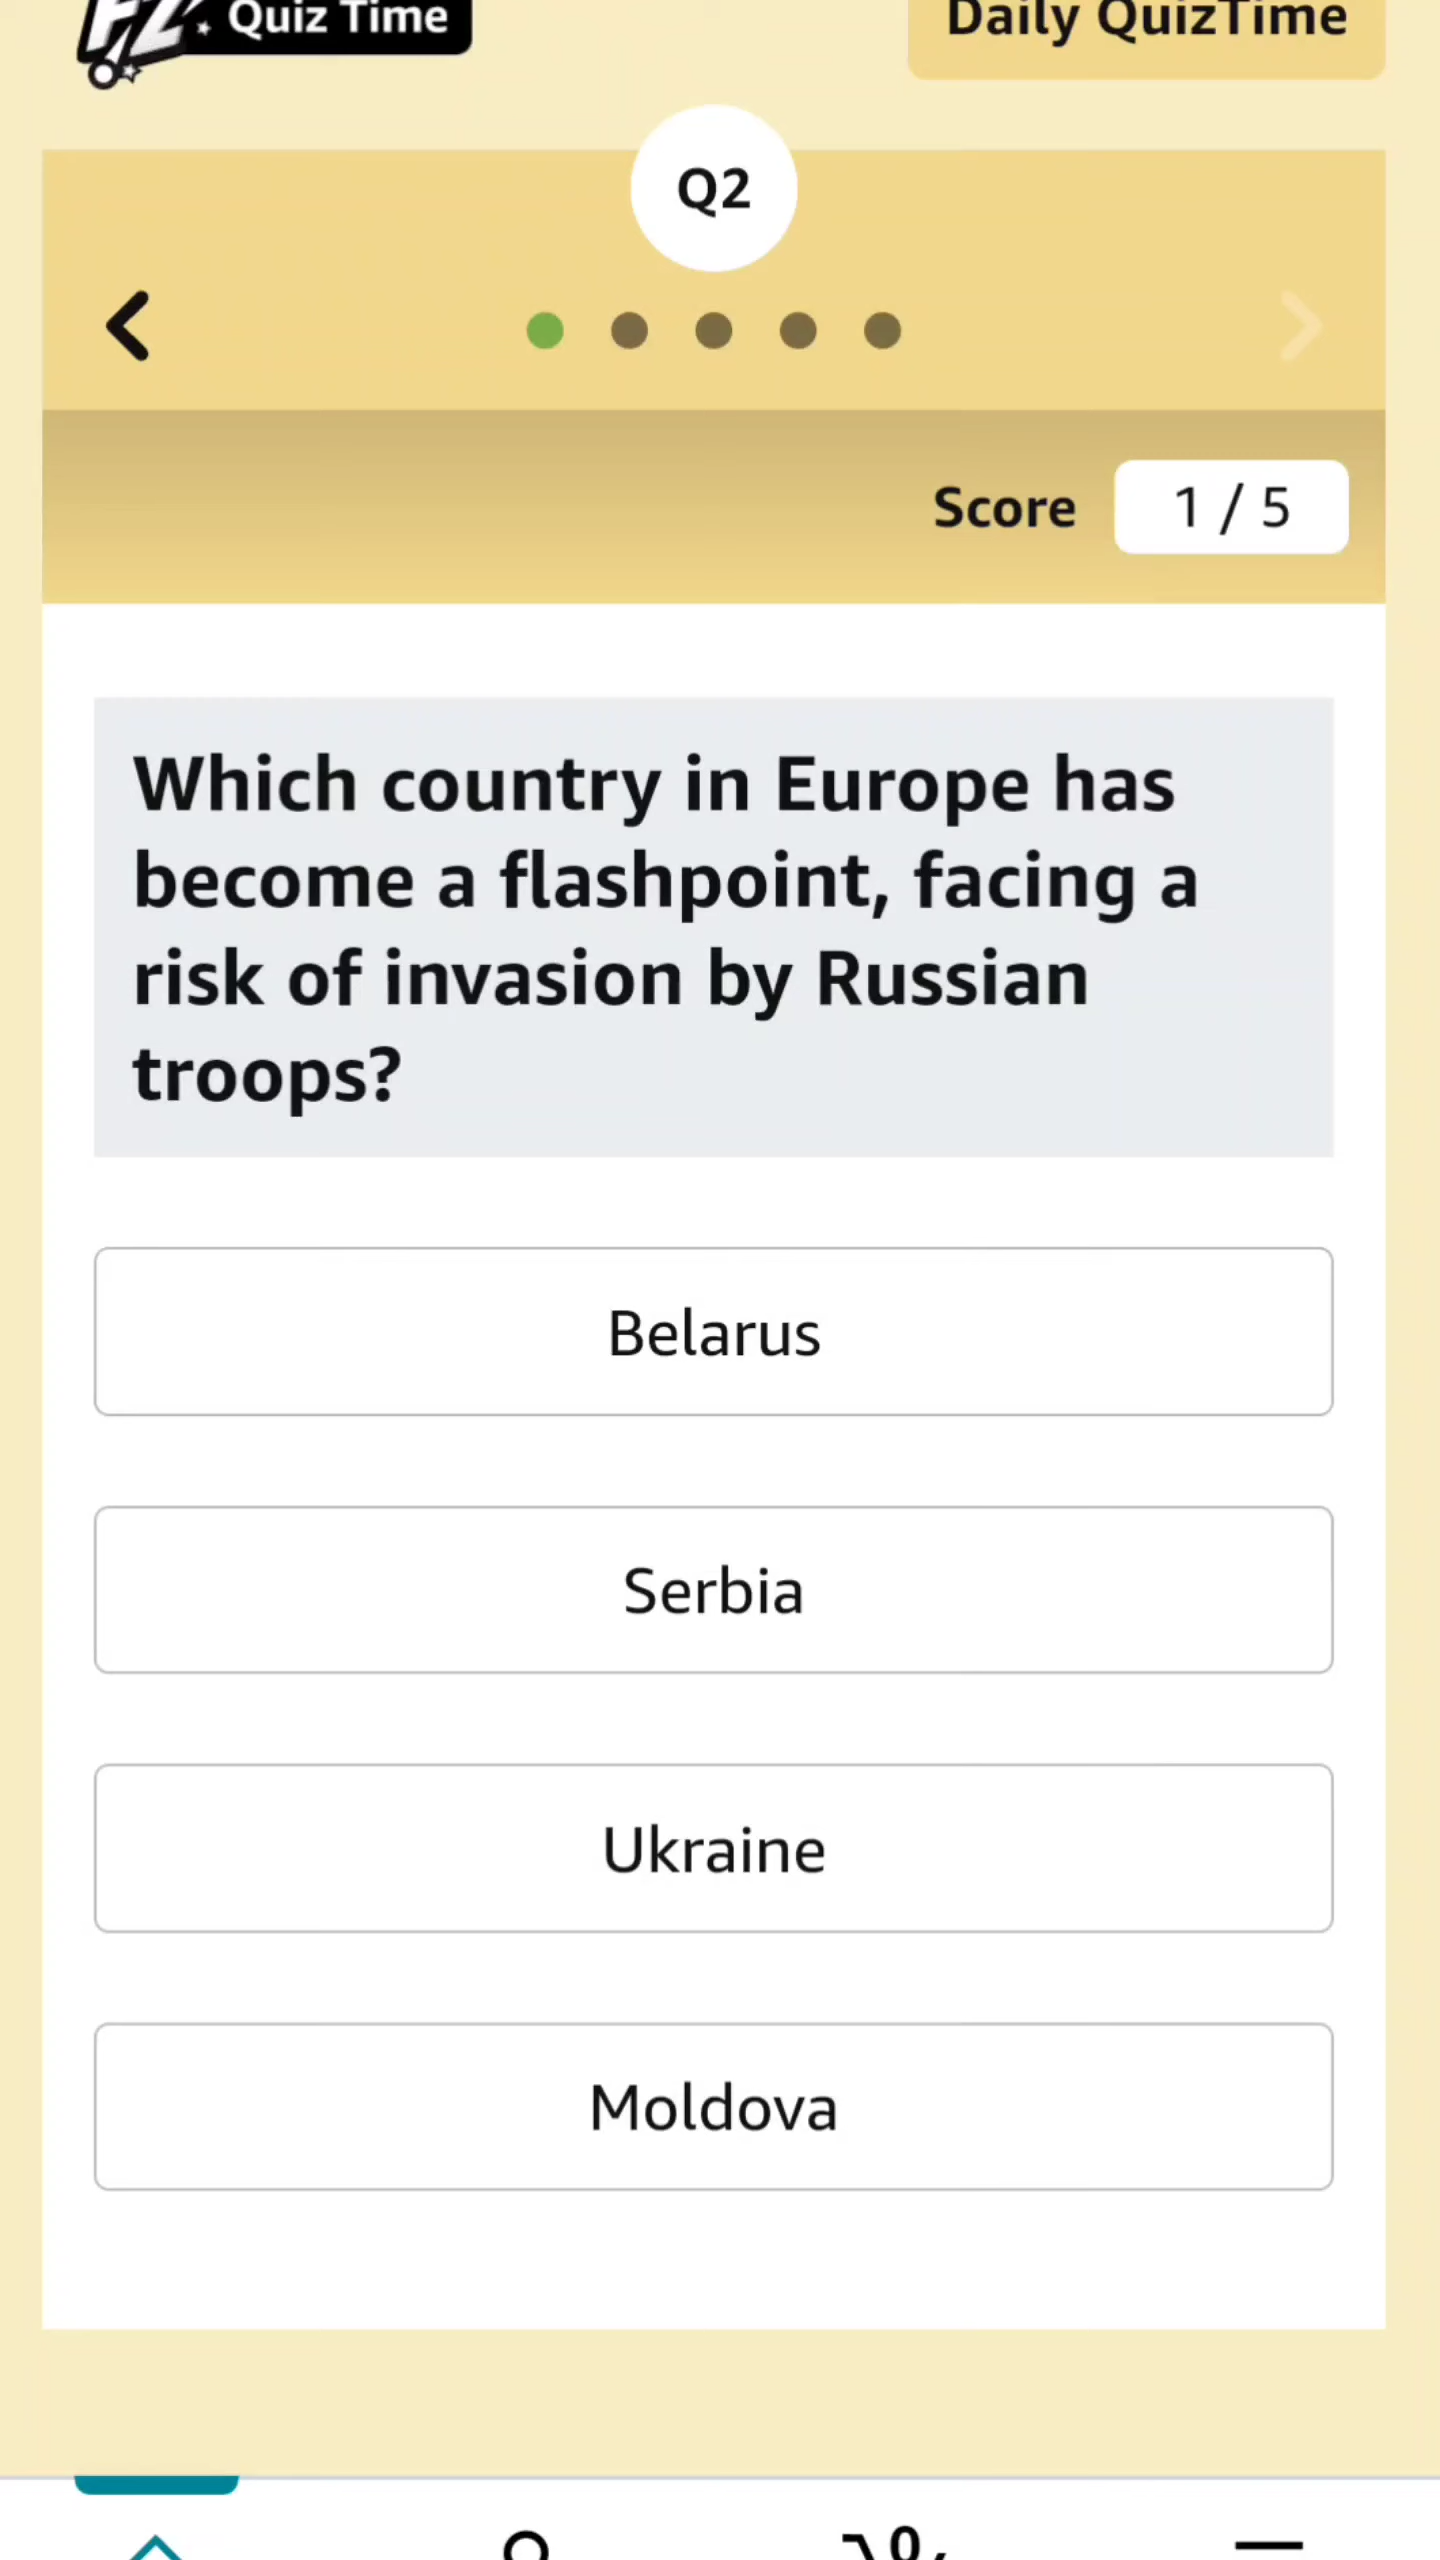 FZ Quiz Time
Daily QuizTime
Q2
Score 1 / 5
Which country in Europe has
become a flashpoint, facing a
risk of invasion by Russian
troops?
Belarus
Serbia
Ukraine
Moldova